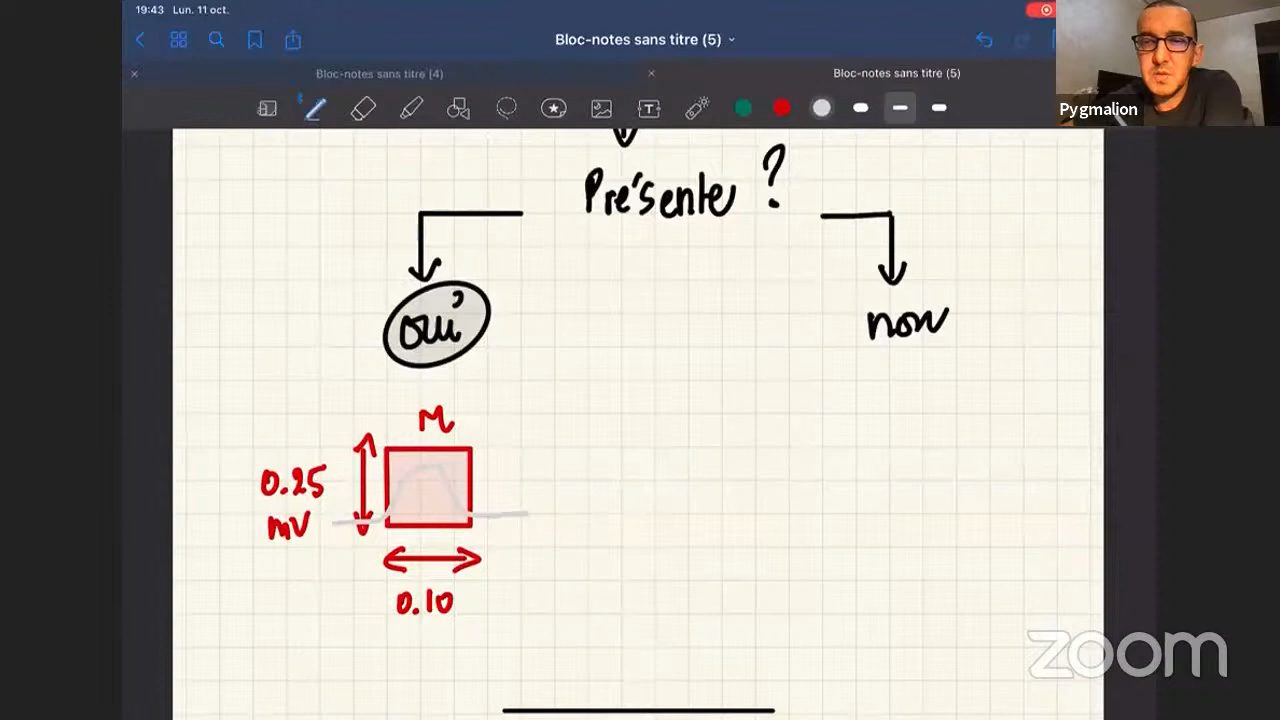 19:43 Lun. 11 oct.
Bloc-notes sans titre (5)
Bloc-notes sans titre (4)
Bloc-notes sans titre (5)
Pygmalion
Présente ?
oui
non
M
0.25
mV
0.10
zoom